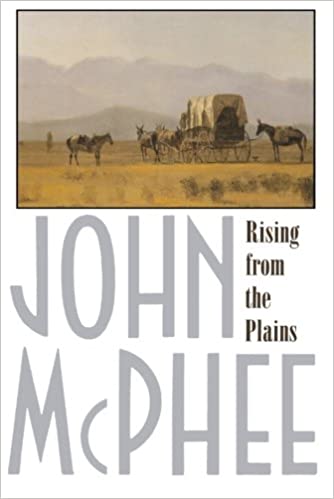 JOHN
McPHEE
Rising
from
the
Plains